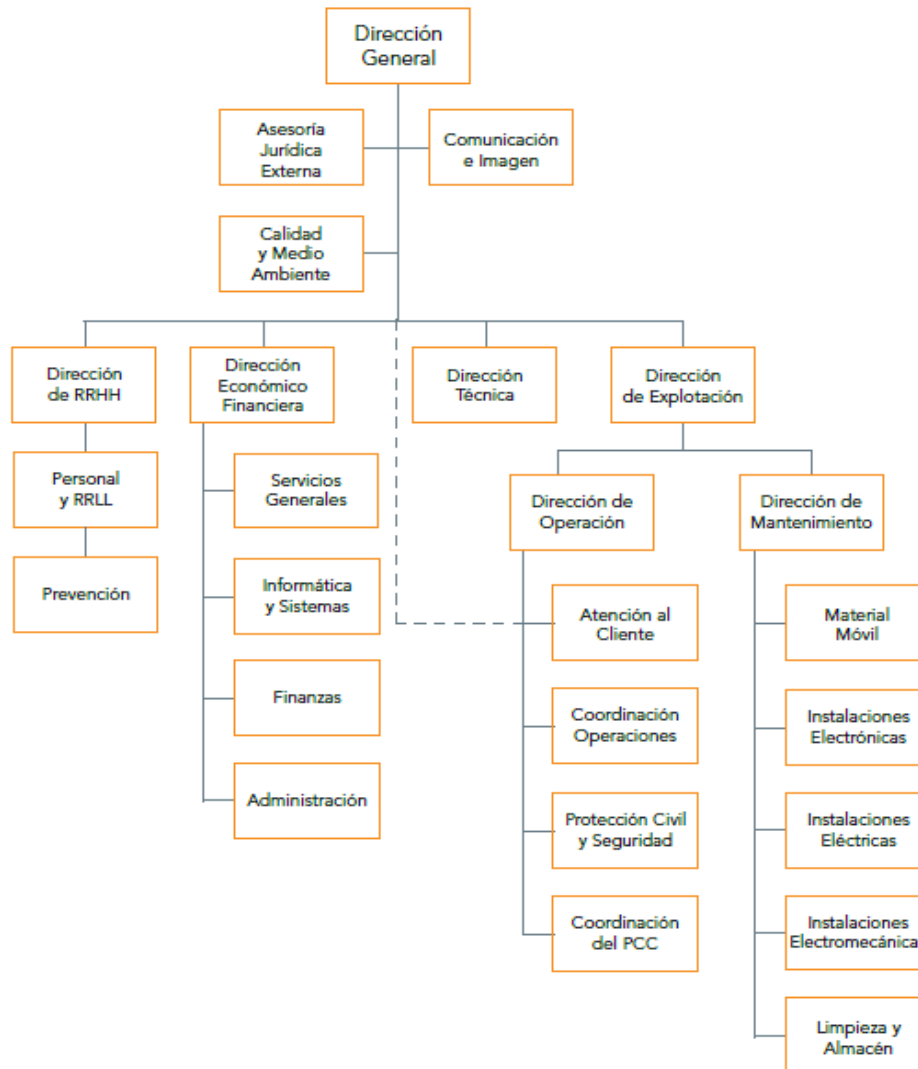 Dirección
General
Asesoría
Jurídica
Externa
Comunicación
e Imagen
Calidad
y Medio
Ambiente
Dirección
de RRHH
Dirección
Económico
Financiera
Dirección
Técnica
Dirección
de Explotación
Personal
y RRLL
Prevención
Servicios
Generales
Informática
y Sistemas
Finanzas
Administración
Dirección de
Operación
Atención al
Cliente
Coordinación
Operaciones
Protección Civil
y Seguridad
Coordinación
del PCC
Dirección de
Mantenimiento
Material
Móvil
Instalaciones
Electrónicas
Instalaciones
Eléctricas
Instalaciones
Electromecánica
Limpieza y
Almacén